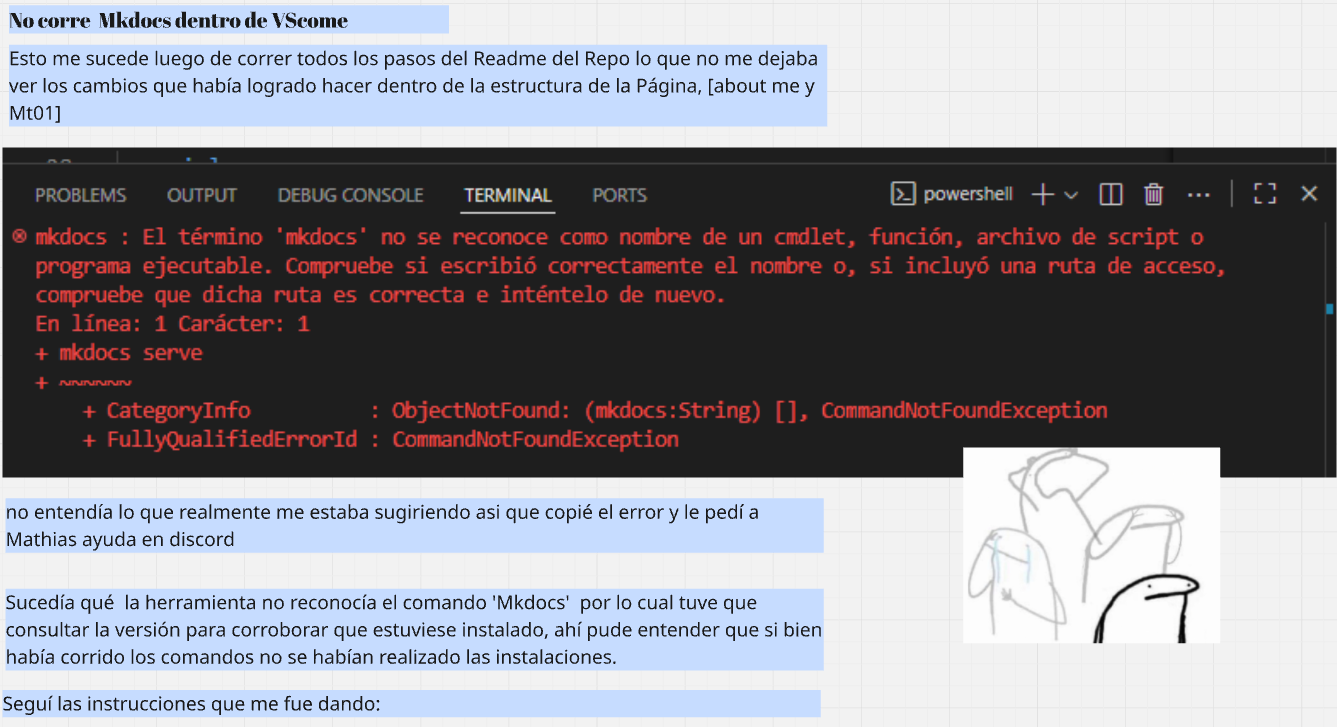 No corre Mkdocs dentro de VScome
Esto me sucede luego de correr todos los pasos del Readme del Repo lo que no me dejaba
ver los cambios que había logrado hacer dentro de la estructura de la Página, [about me y
Mt01]
PROBLEMS OUTPUT DEBUG CONSOLE TERMINAL PORTS powershell
mkdocs : El término 'mkdocs' no se reconoce como nombre de un cmdlet, función, archivo de script o
programa ejecutable. Compruebe si escribió correctamente el nombre o, si incluyó una ruta de acceso,
compruebe que dicha ruta es correcta e inténtelo de nuevo.
En línea: 1 Carácter: 1
+ mkdocs serve
+ ~~~~~~
+ CategoryInfo : ObjectNotFound: (mkdocs:String) [], CommandNotFoundException
+ FullyQualifiedErrorId : CommandNotFoundException
no entendía lo que realmente me estaba sugiriendo asi que copié el error y le pedí a
Mathias ayuda en discord
Sucedía qué la herramienta no reconocía el comando 'Mkdocs' por lo cual tuve que
consultar la versión para corroborar que estuviese instalado, ahí pude entender que si bien
había corrido los comandos no se habían realizado las instalaciones.
Seguí las instrucciones que me fue dando: